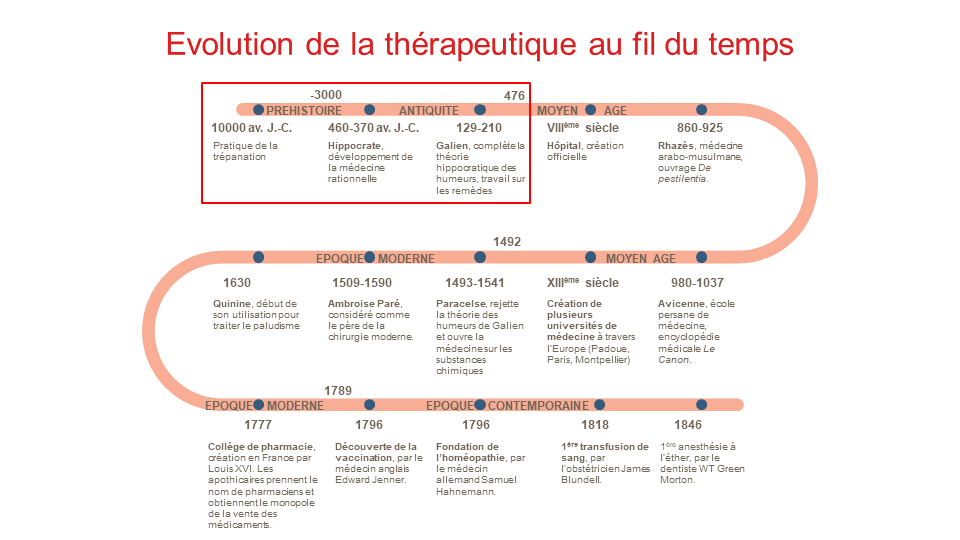 Evolution de la thérapeutique au fil du temps
-3000
476
PREHISTOIRE
ANTIQUITE
MOYEN AGE
10000 av. J.-C.
Pratique de la
trépanation
460-370 av. J.-C.
Hippocrate,
développement de
la médecine
rationnelle
129-210
Galien, complète la
théorie
hippocratique des
humeurs, travail sur
les remèdes
VIIIème siècle
Hôpital, création
officielle
860-925
Rhazès, médecine
arabo-musulmane,
ouvrage De
pestilentia.
1492
EPOQUE MODERNE
MOYEN AGE
1630
Quinine, début de
son utilisation pour
traiter le paludisme
1509-1590
Ambroise Paré,
considéré comme
le père de la
chirurgie moderne.
1493-1541
Paracelse, rejette
la théorie des
humeurs de Galien
et ouvre la
médecine sur les
substances
chimiques
XIIIème siècle
Création de
plusieurs
universités de
médecine à travers
l'Europe (Padoue,
Paris, Montpellier)
980-1037
Avicenne, école
persane de
médecine,
encyclopédie
médicale Le
Canon.
1789
EPOQUE MODERNE
EPOQUE CONTEMPORAINE
1777
Collège de pharmacie,
création en France par
Louis XVI. Les
apothicaires prennent le
nom de pharmaciens et
obtiennent le monopole
de la vente des
médicaments.
1796
Découverte de la
vaccination, par le
médecin anglais
Edward Jenner.
1796
Fondation de
l'homéopathie, par
le médecin
allemand Samuel
Hahnemann.
1818
1ère transfusion de
sang, par
l'obstétricien James
Blundell.
1846
1ère anesthésie à
l'éther, par le
dentiste WT Green
Morton.